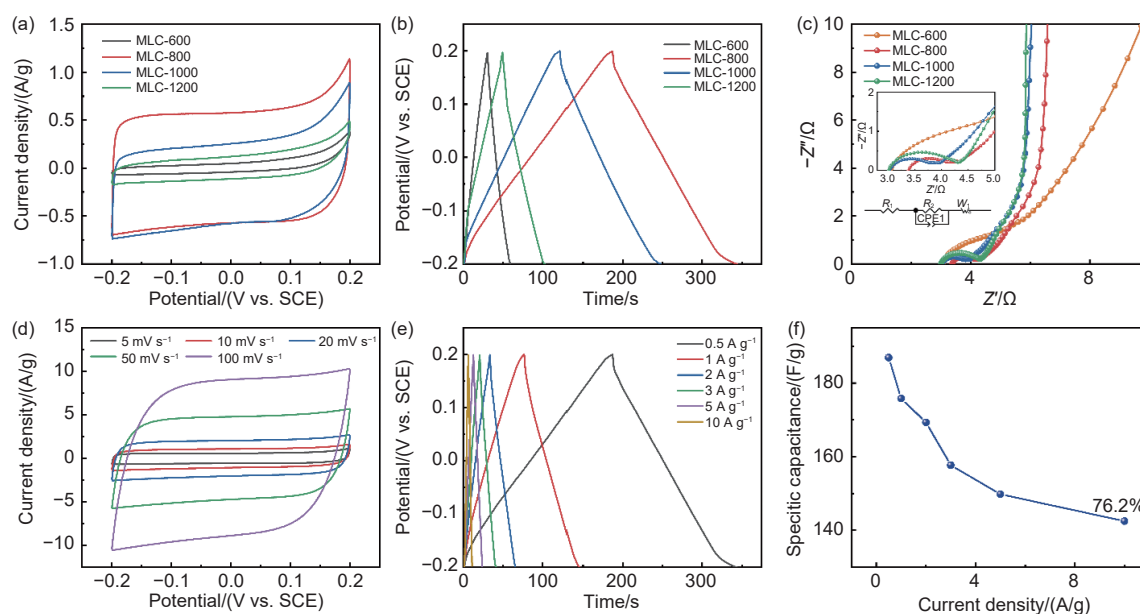 (a)
1.5
1.0
0.5
0.0
−0.5
−1.0
Current density/(A/g)
MLC-600
MLC-800
MLC-1000
MLC-1200
−0.2 −0.1 0.0 0.1 0.2
Potential/(V vs. SCE)
(b)
0.2
0.1
0.0
−0.1
−0.2
Potential/(V vs. SCE)
MLC-600
MLC-800
MLC-1000
MLC-1200
0 100 200 300
Time/s
(c)
10
8
6
4
2
0
−Z″/Ω
MLC-600
MLC-800
MLC-1000
MLC-1200
2
1
0
−Z″/Ω
3.0 3.5 4.0 4.5 5.0
Z′/Ω
R1 R2 W1
CPE1
0 2 4 6 8 10
Z′/Ω
(d)
15
10
5
0
−5
−10
Current density/(A/g)
5 mV s⁻¹ 10 mV s⁻¹ 20 mV s⁻¹
50 mV s⁻¹ 100 mV s⁻¹
−0.2 −0.1 0.0 0.1 0.2
Potential/(V vs. SCE)
(e)
0.2
0.1
0.0
−0.1
−0.2
Potential/(V vs. SCE)
0.5 A g⁻¹
1 A g⁻¹
2 A g⁻¹
3 A g⁻¹
5 A g⁻¹
10 A g⁻¹
0 100 200 300
Time/s
(f)
180
160
140
Specitic capacitance/(F/g)
76.2%
0 5 10
Current density/(A/g)